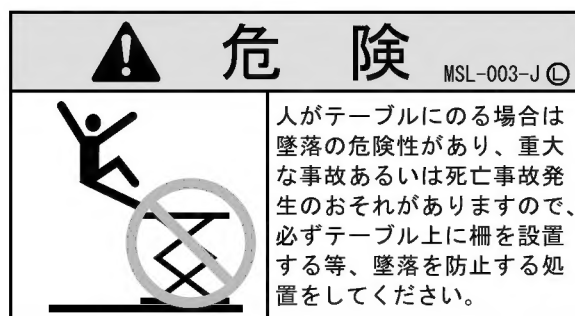 危 険 MSL-003-J Ⓛ
人がテーブルにのる場合は
墜落の危険性があり、重大
な事故あるいは死亡事故発
生のおそれがありますので、
必ずテーブル上に柵を設置
する等、墜落を防止する処
置をしてください。